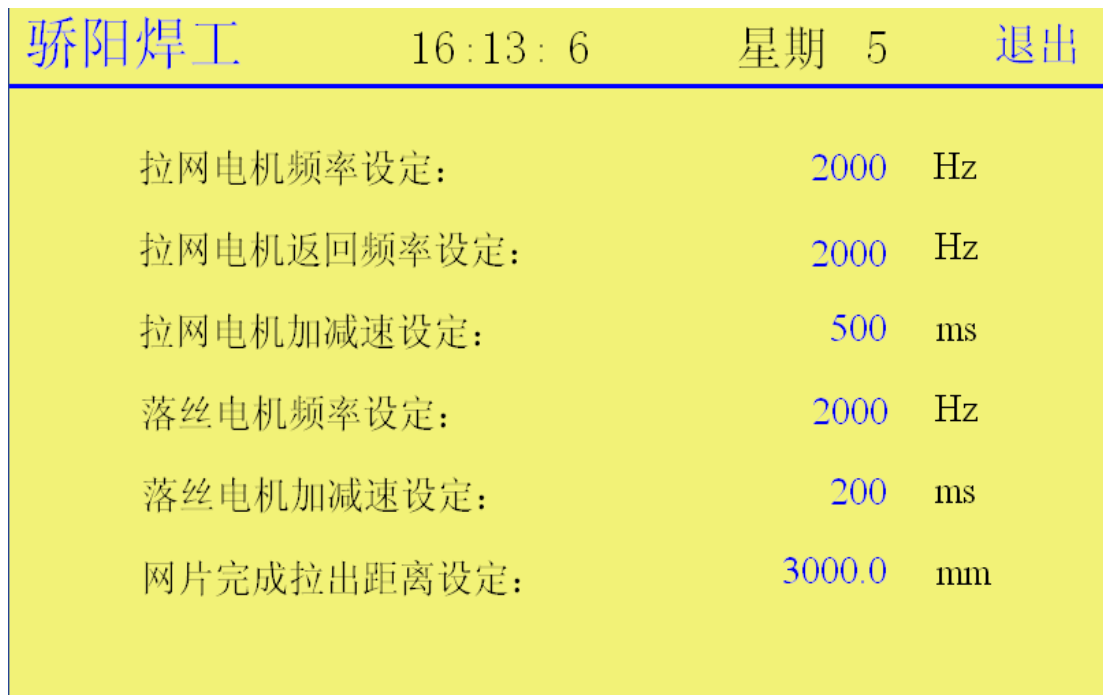 骄阳焊工 16:13: 6 星期 5 退出
拉网电机频率设定: 2000 Hz
拉网电机返回频率设定: 2000 Hz
拉网电机加减速设定: 500 ms
落丝电机频率设定: 2000 Hz
落丝电机加减速设定: 200 ms
网片完成拉出距离设定: 3000.0 mm